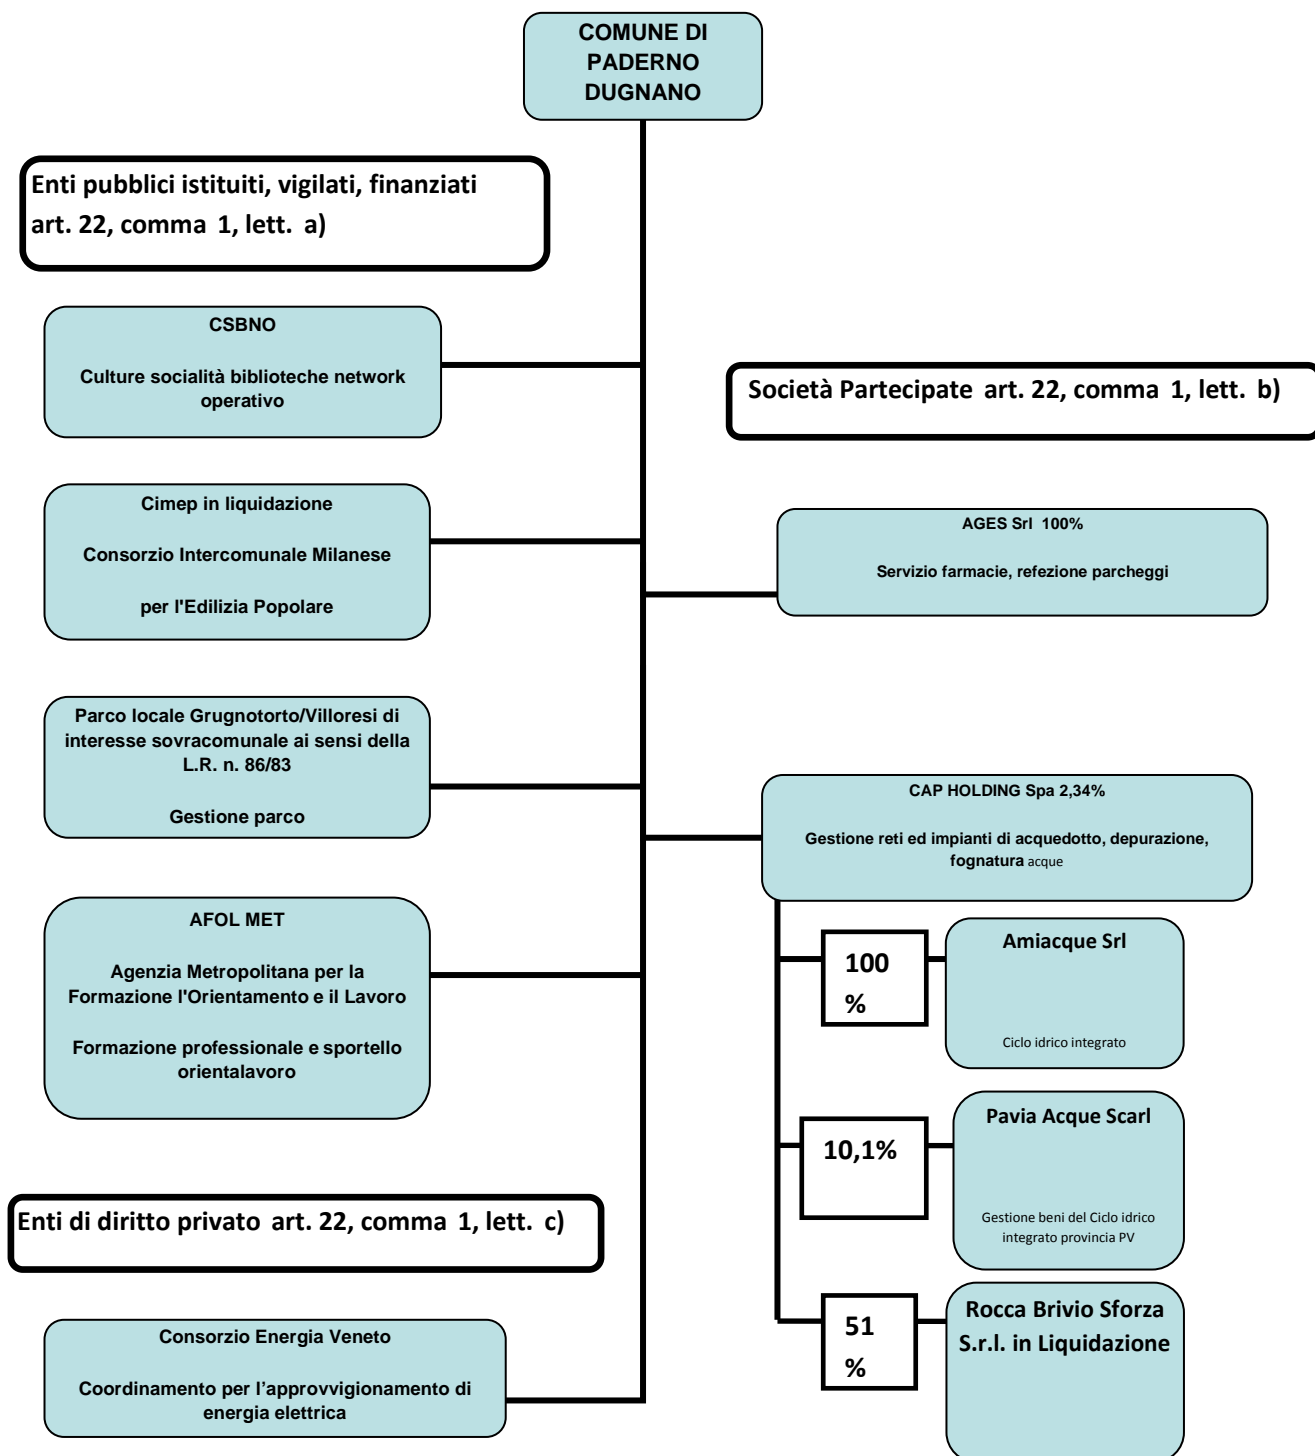 COMUNE DI
PADERNO
DUGNANO
Enti pubblici istituiti, vigilati, finanziati
art. 22, comma 1, lett. a)
CSBNO
Culture socialità biblioteche network
operativo
Cimep in liquidazione
Consorzio Intercomunale Milanese
per l'Edilizia Popolare
Parco locale Grugnotorto/Villoresi di
interesse sovracomunale ai sensi della
L.R. n. 86/83
Gestione parco
AFOL MET
Agenzia Metropolitana per la
Formazione l'Orientamento e il Lavoro
Formazione professionale e sportello
orientalavoro
Enti di diritto privato art. 22, comma 1, lett. c)
Consorzio Energia Veneto
Coordinamento per l’approvvigionamento di
energia elettrica
Società Partecipate art. 22, comma 1, lett. b)
AGES Srl 100%
Servizio farmacie, refezione parcheggi
CAP HOLDING Spa 2,34%
Gestione reti ed impianti di acquedotto, depurazione,
fognatura acque
100
%
Amiacque Srl
Ciclo idrico integrato
10,1%
Pavia Acque Scarl
Gestione beni del Ciclo idrico
integrato provincia PV
51
%
Rocca Brivio Sforza
S.r.l. in Liquidazione